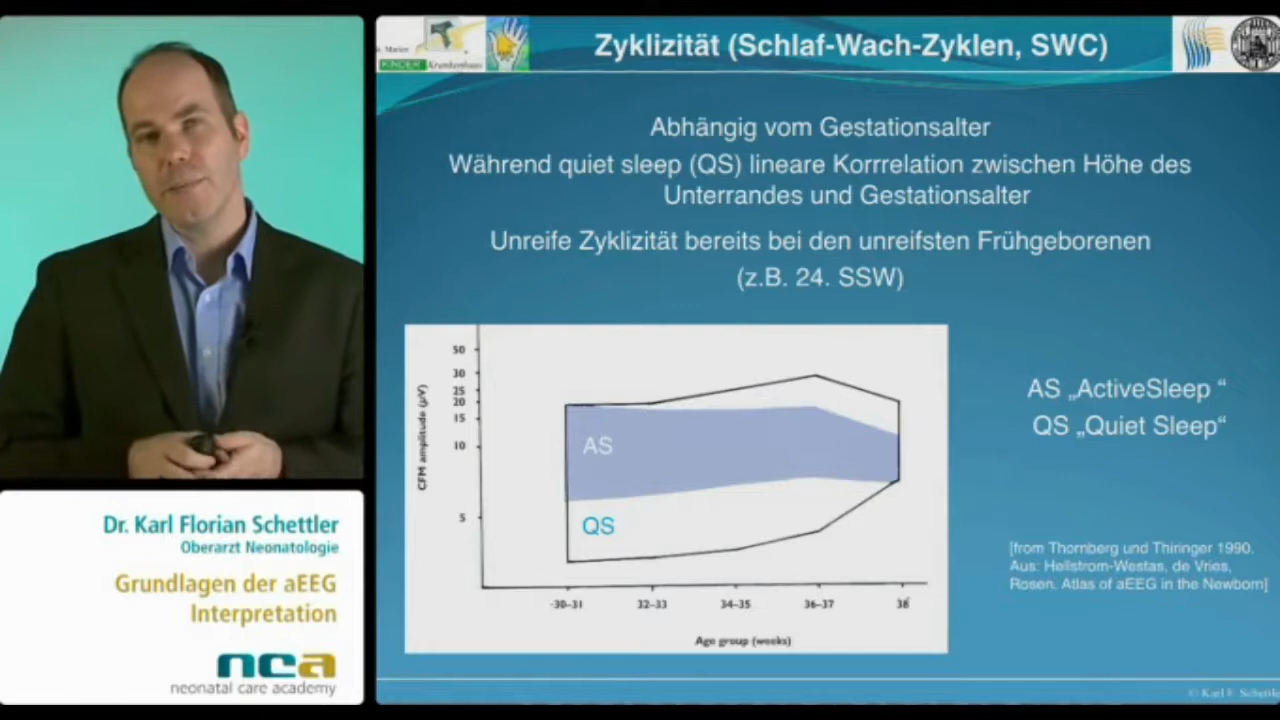 Zyklizität (Schlaf-Wach-Zyklen, SWC)
KINDER Krankenhaus
Abhängig vom Gestationsalter
Während quiet sleep (QS) lineare Korrrelation zwischen Höhe des
Unterrandes und Gestationsalter
Unreife Zyklizität bereits bei den unreifsten Frühgeborenen
(z.B. 24. SSW)
CFM amplitude (µV)
50
30
25
20
15
10
5
AS
QS
-30–31
32–33
34–35
36–37
38
Age group (weeks)
AS „ActiveSleep “
QS „Quiet Sleep“
[from Thornberg und Thiringer 1990.
Aus: Hellstrom-Westas, de Vries,
Rosen. Atlas of aEEG in the Newborn]
Dr. Karl Florian Schettler
Oberarzt Neonatologie
Grundlagen der aEEG
Interpretation
nca
neonatal care academy
© Karl F. Schettle